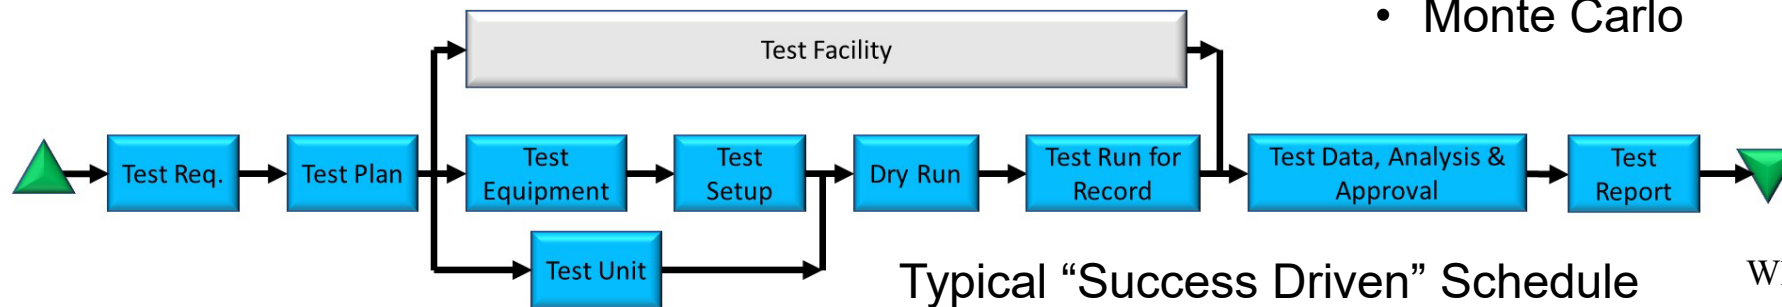 • Monte Carlo
Test Facility
Test Req.
Test Plan
Test
Equipment
Test
Setup
Dry Run
Test Run for
Record
Test Data, Analysis &
Approval
Test
Report
Test Unit
Typical “Success Driven” Schedule